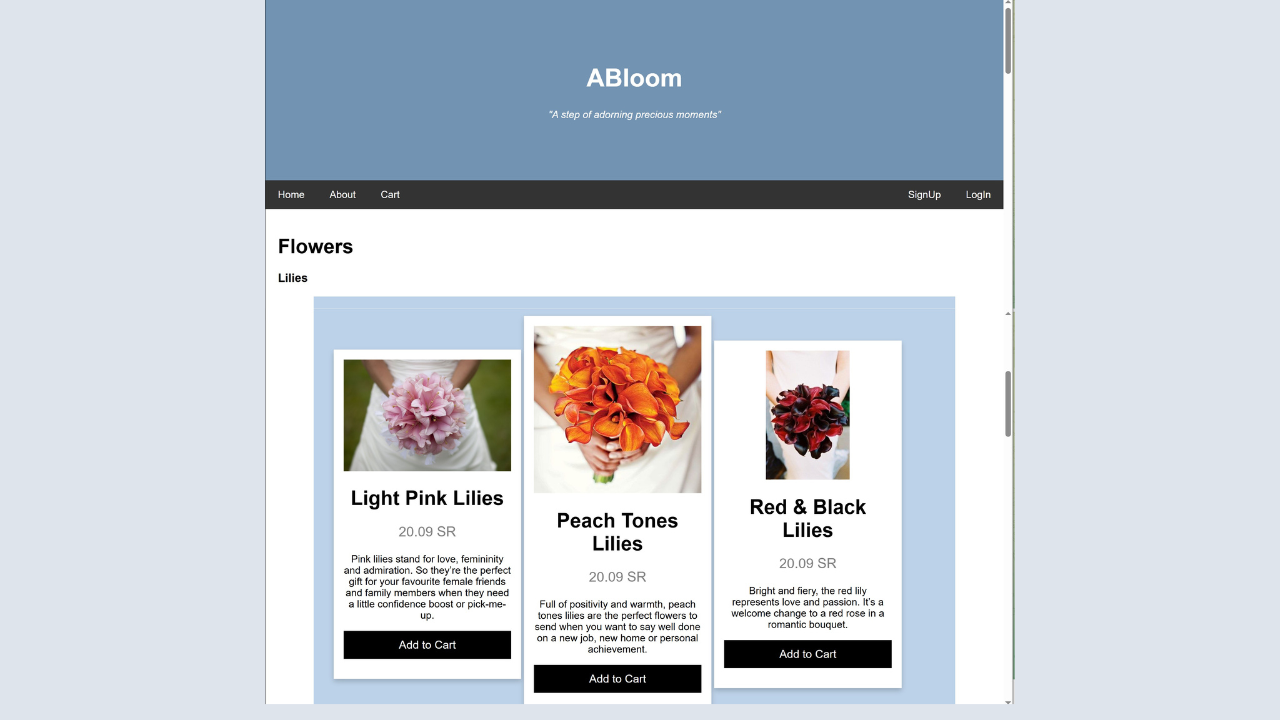 ABloom
"A step of adorning precious moments"
Home About Cart SignUp LogIn
Flowers
Lilies
Light Pink Lilies
20.09 SR
Pink lilies stand for love, femininity
and admiration. So they're the perfect
gift for your favourite female friends
and family members when they need
a little confidence boost or pick-me-
up.
Add to Cart
Peach Tones
Lilies
20.09 SR
Full of positivity and warmth, peach
tones lilies are the perfect flowers to
send when you want to say well done
on a new job, new home or personal
achievement.
Add to Cart
Red & Black
Lilies
20.09 SR
Bright and fiery, the red lily
represents love and passion. It's a
welcome change to a red rose in a
romantic bouquet.
Add to Cart